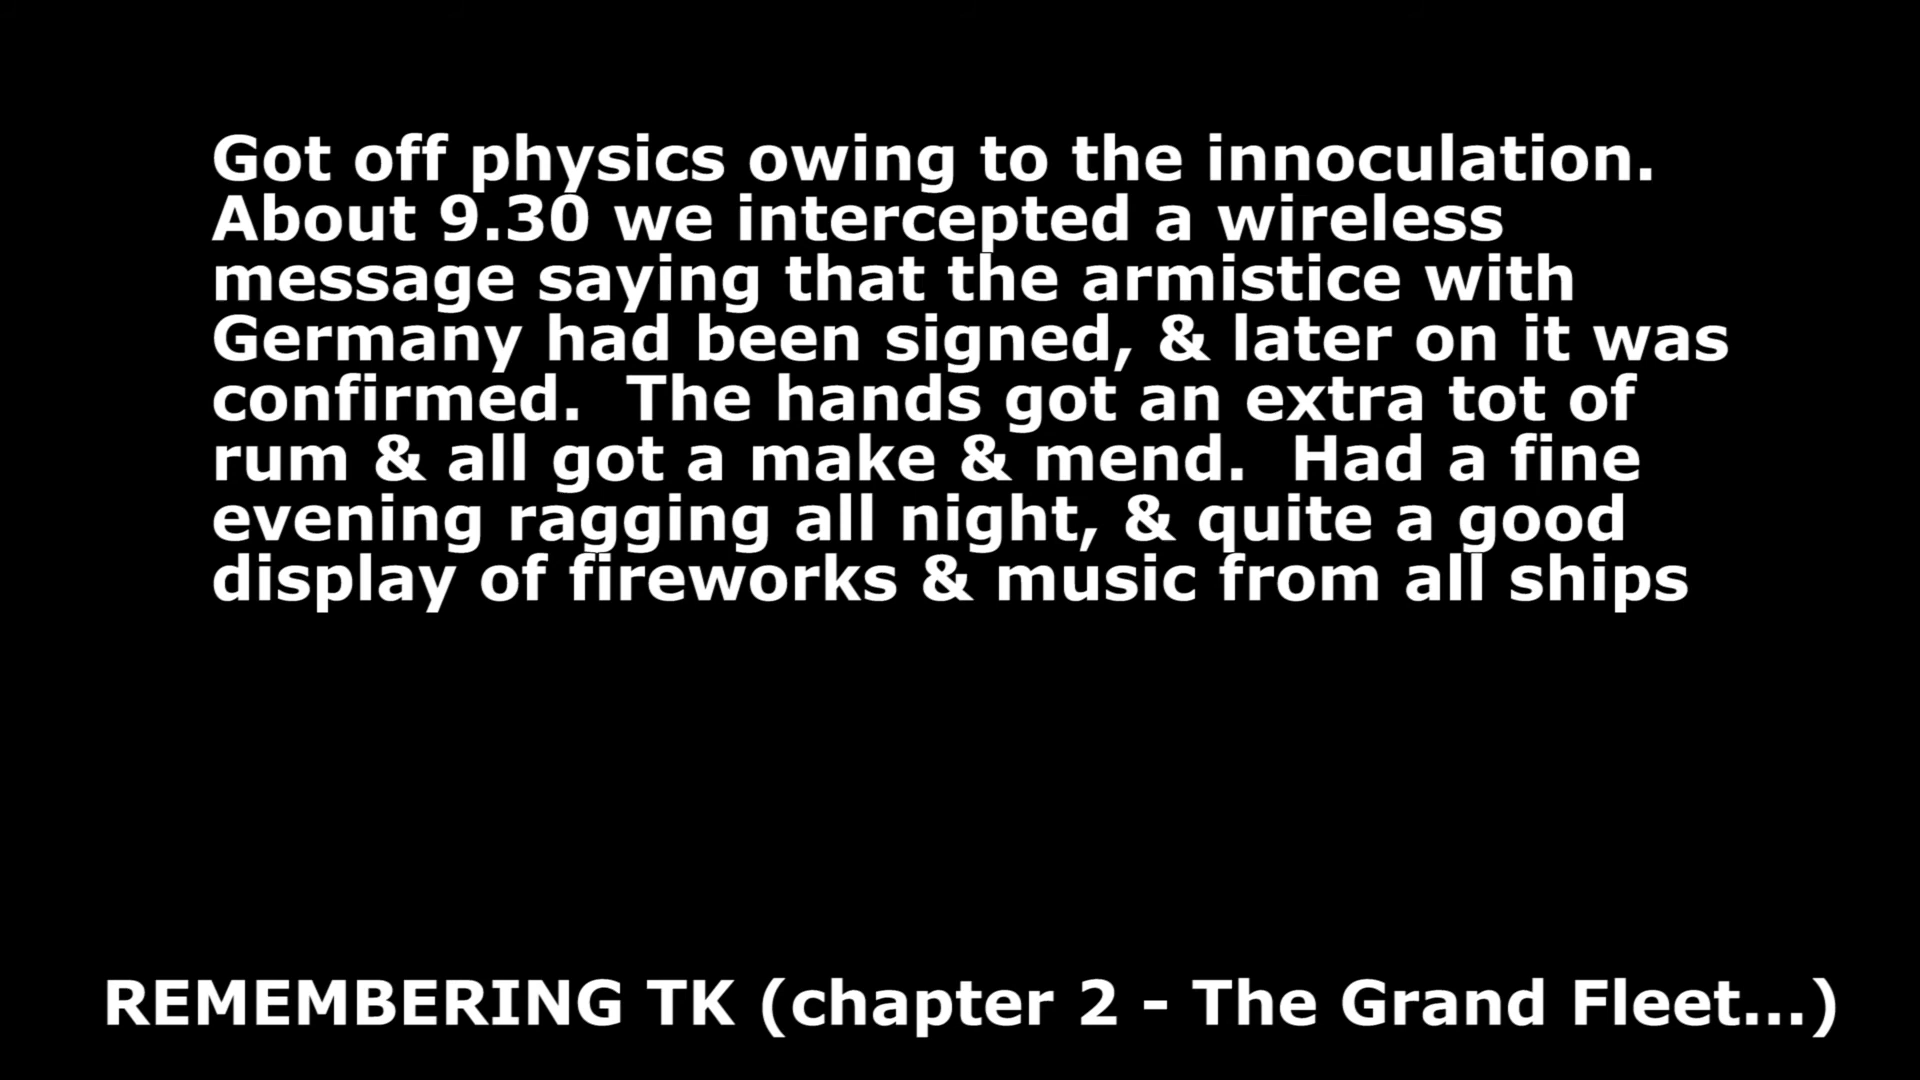 Got off physics owing to the innoculation.
About 9.30 we intercepted a wireless
message saying that the armistice with
Germany had been signed, & later on it was
confirmed.  The hands got an extra tot of
rum & all got a make & mend.  Had a fine
evening ragging all night, & quite a good
display of fireworks & music from all ships
REMEMBERING TK (chapter 2 - The Grand Fleet...)